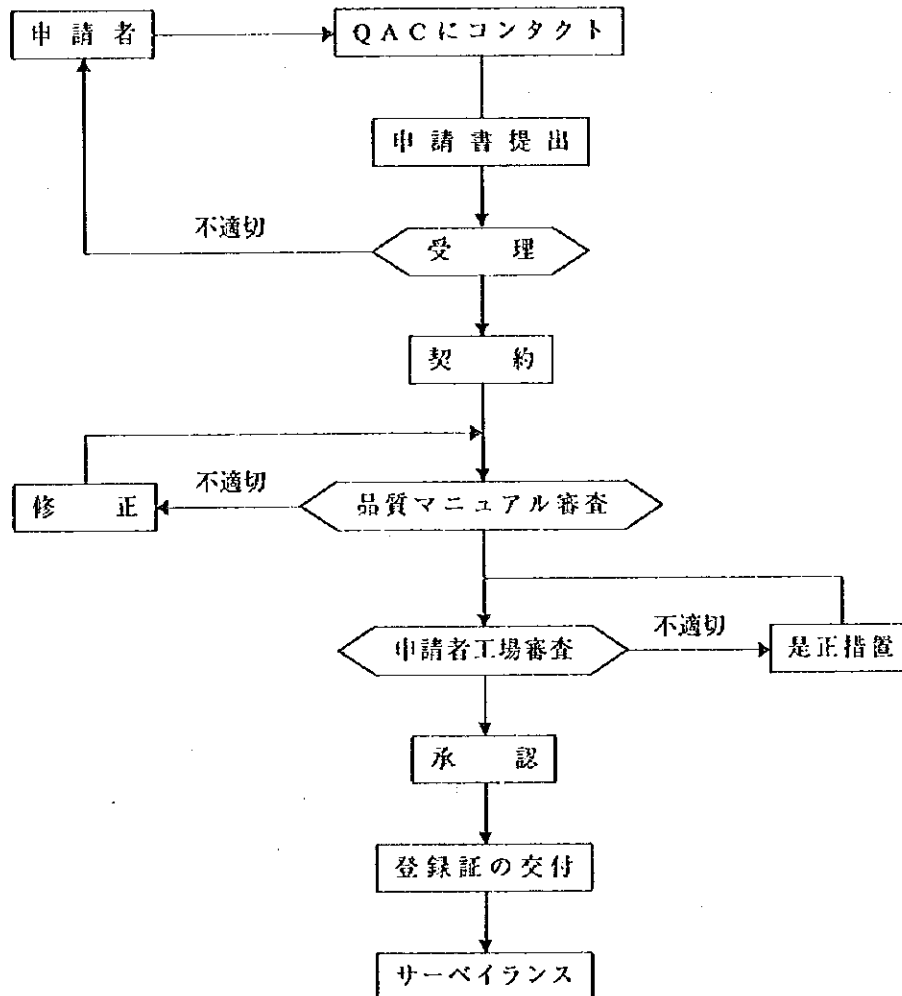 申請者
QACにコンタクト
申請書提出
不適切
受理
契約
不適切
修正
品質マニュアル審査
不適切
申請者工場審査
是正措置
承認
登録証の交付
サーベイランス